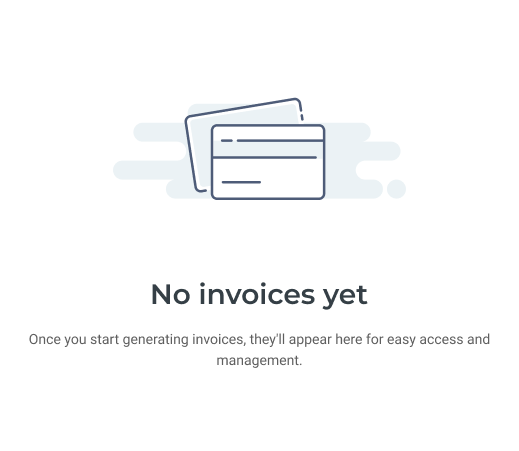 No invoices yet
Once you start generating invoices, they'll appear here for easy access and
management.